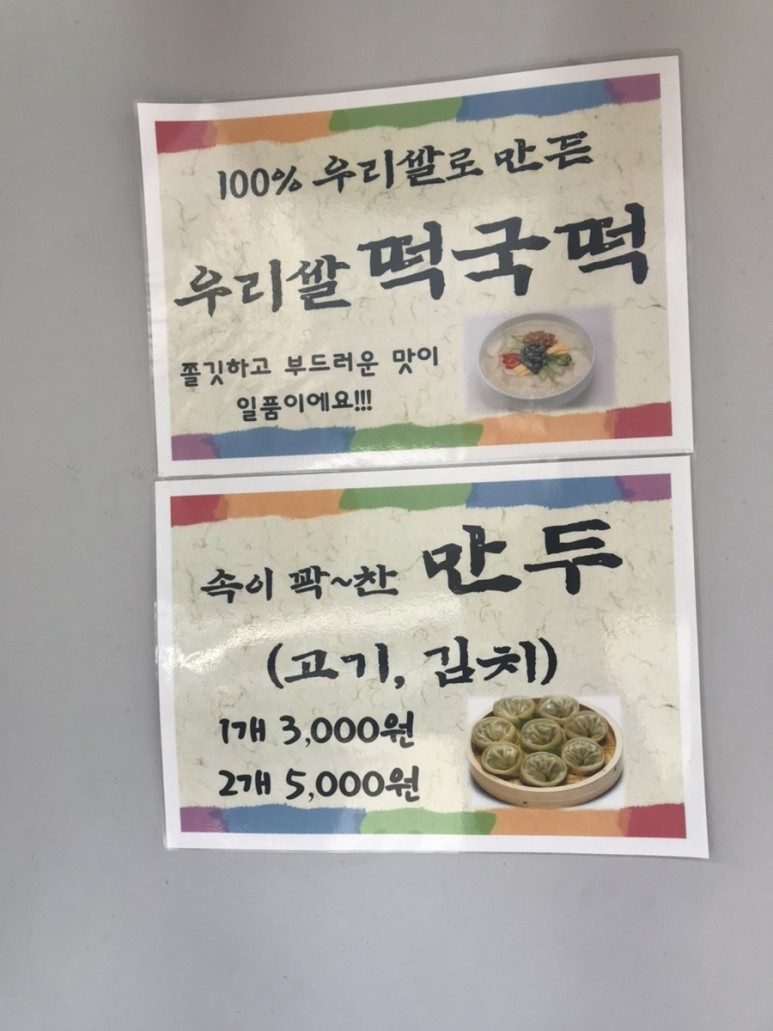 100% 우리쌀로 만든
우리쌀 떡국떡
쫄깃하고 부드러운 맛이
일품이에요!!!
속이 꽉~찬 만두
(고기, 김치)
1개 3,000원
2개 5,000원